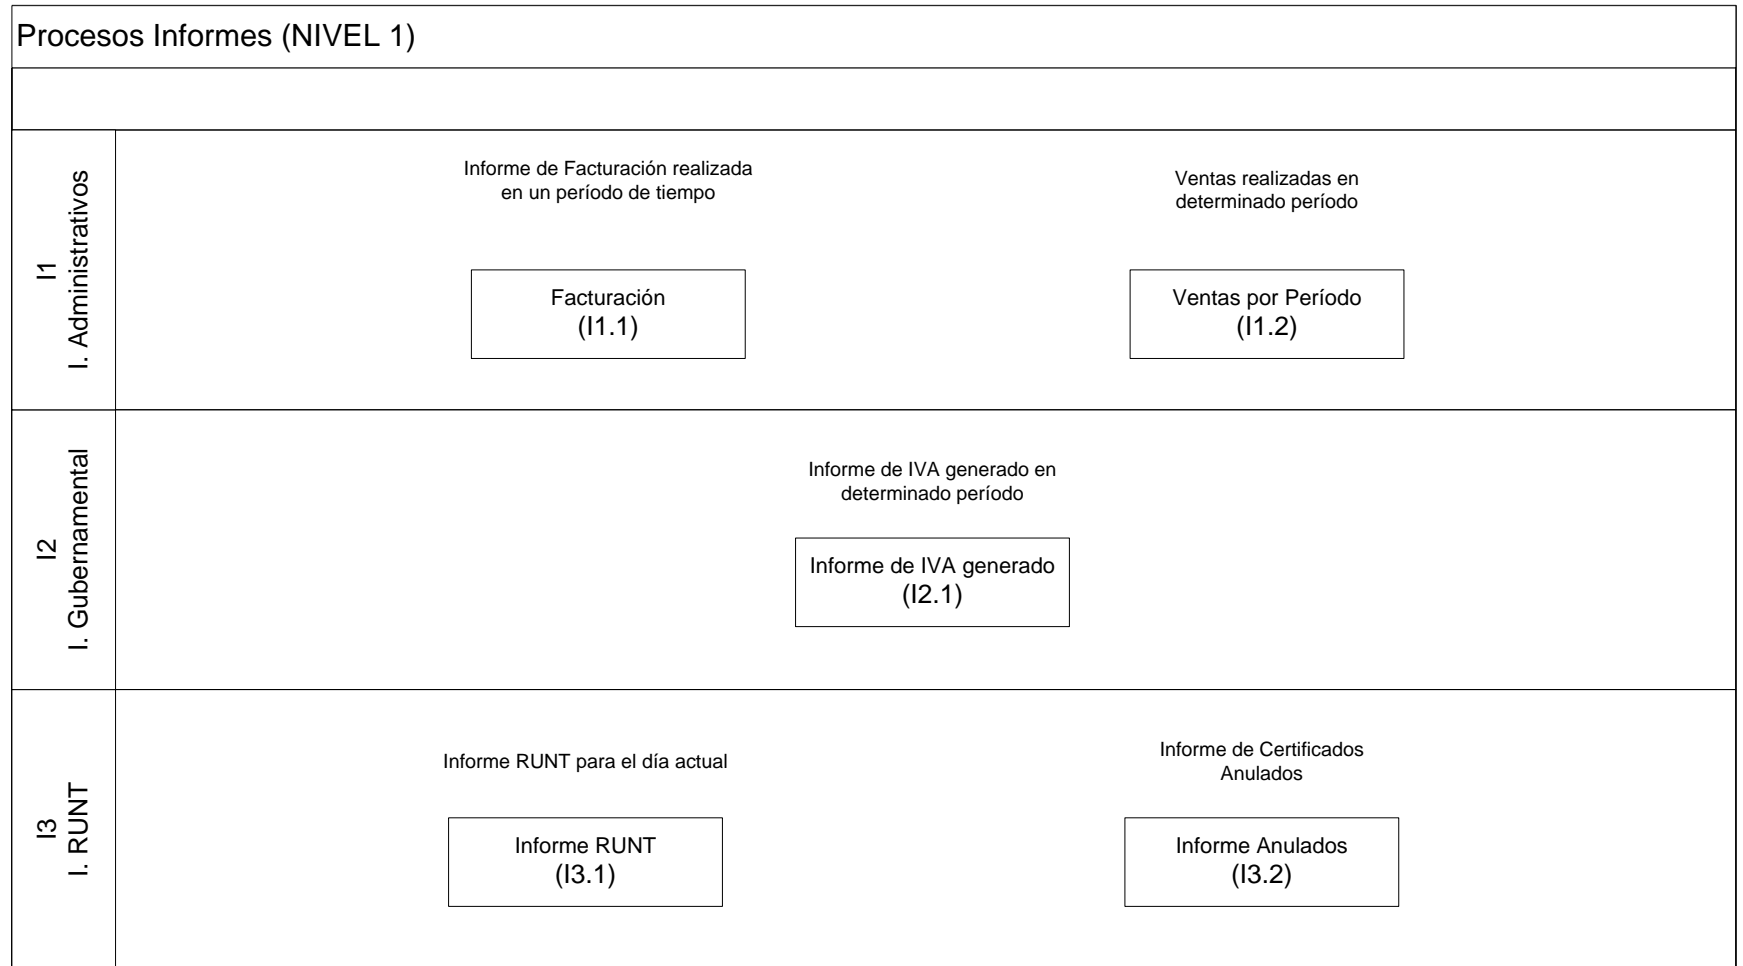 Procesos Informes (NIVEL 1)
I1
I. Administrativos
Informe de Facturación realizada
en un período de tiempo
Facturación
(I1.1)
Ventas realizadas en
determinado período
Ventas por Período
(I1.2)
I2
I. Gubernamental
Informe de IVA generado en
determinado período
Informe de IVA generado
(I2.1)
I3
I. RUNT
Informe RUNT para el día actual
Informe RUNT
(I3.1)
Informe de Certificados
Anulados
Informe Anulados
(I3.2)